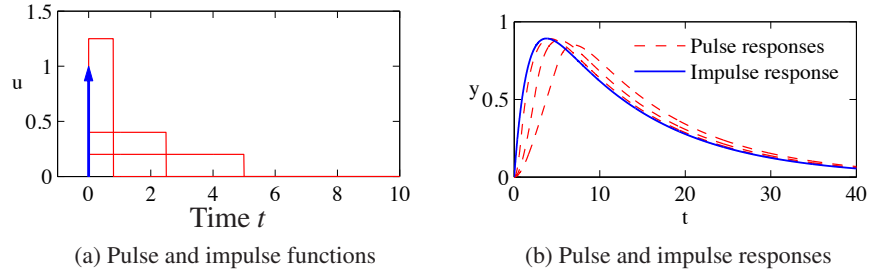 1.5
1
0.5
0
u
0 2 4 6 8 10
Time t
(a) Pulse and impulse functions
1
0.5
0
y
Pulse responses
Impulse response
0 10 20 30 40
t
(b) Pulse and impulse responses